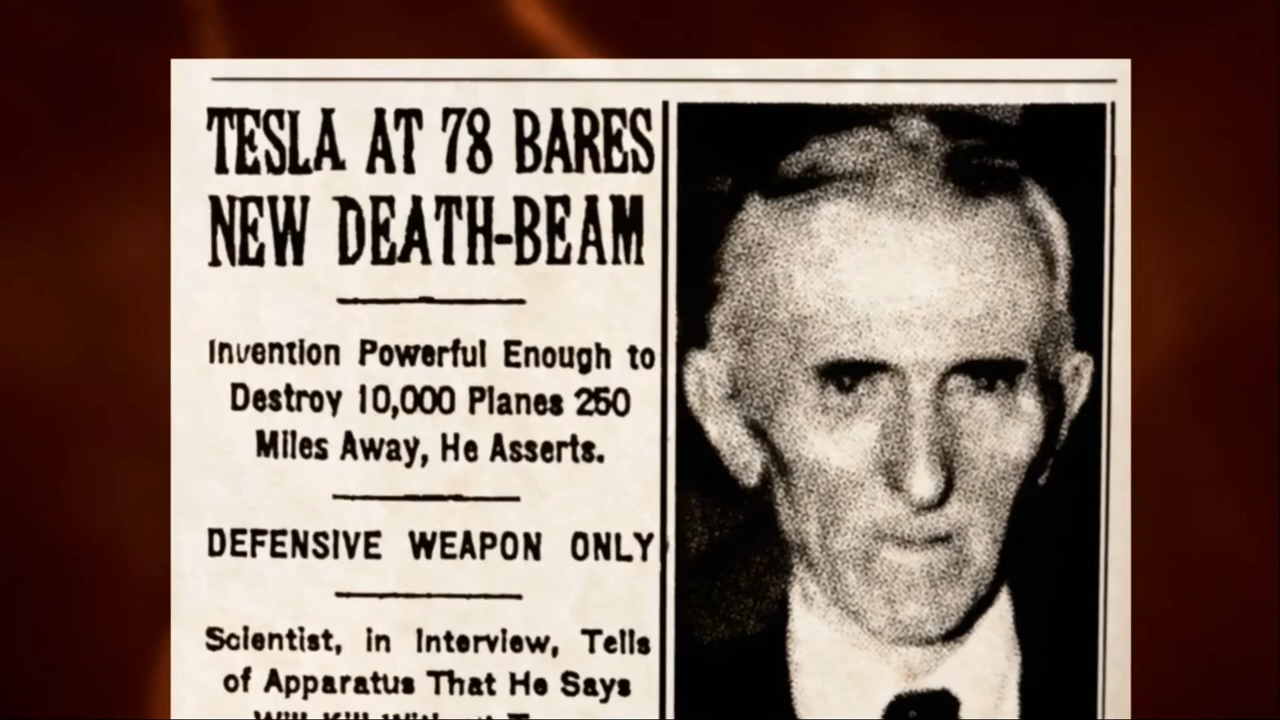 TESLA AT 78 BARES
NEW DEATH-BEAM
Invention Powerful Enough to
Destroy 10,000 Planes 250
Miles Away, He Asserts.
DEFENSIVE WEAPON ONLY
Scientist, in Interview, Tells
of Apparatus That He Says